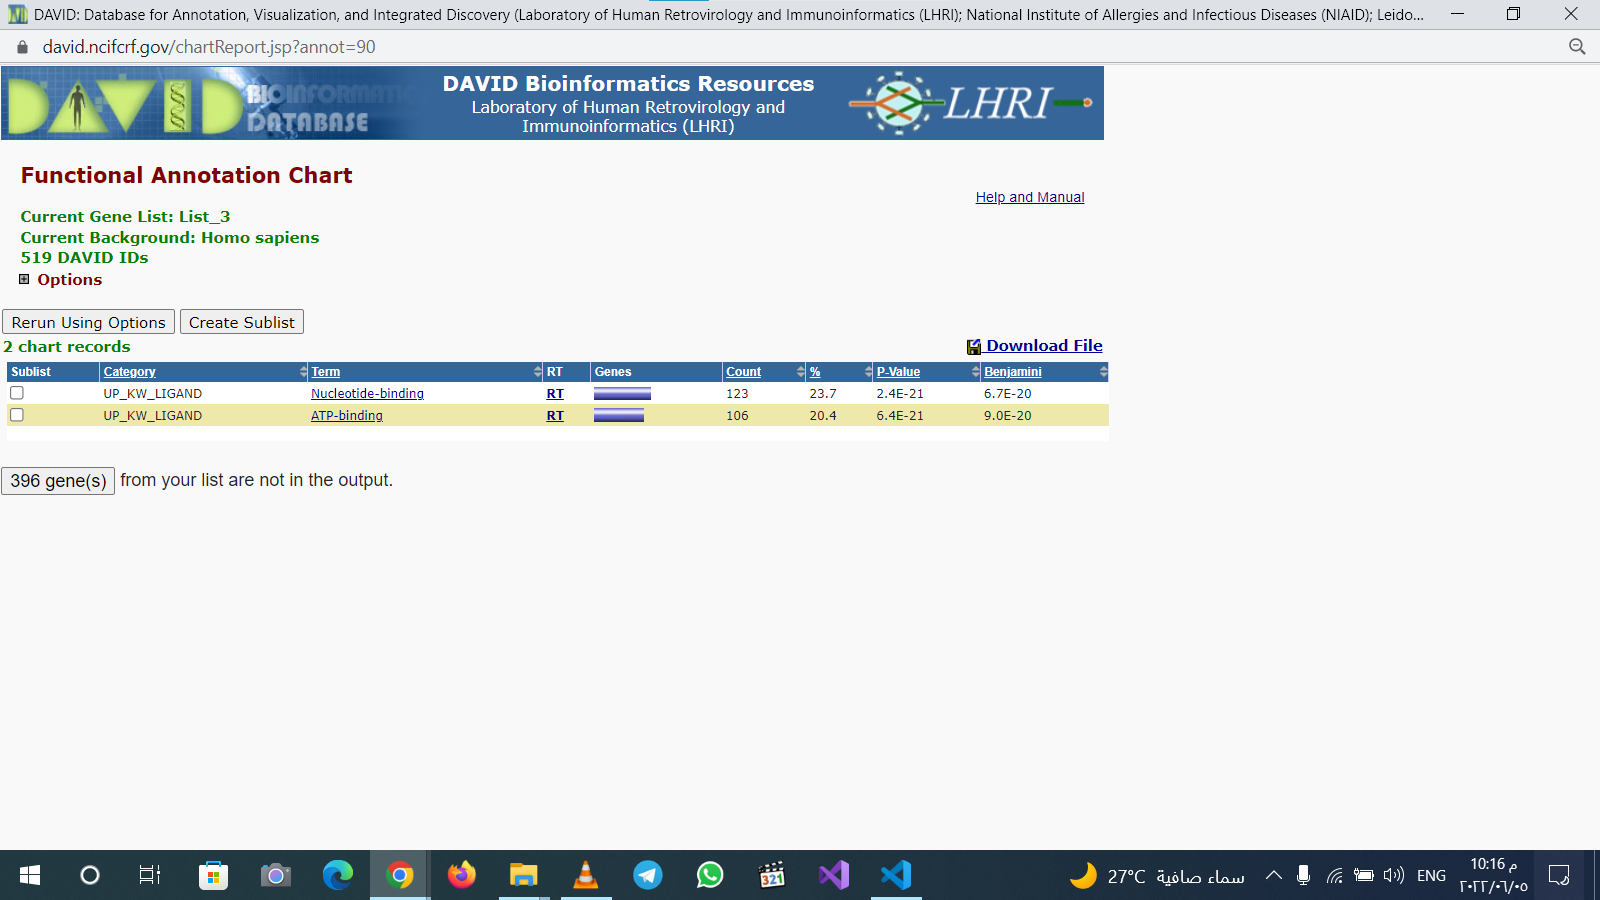 DAVID: Database for Annotation, Visualization, and Integrated Discovery (Laboratory of Human Retrovirology and Immunoinformatics (LHRI); National Institute of Allergies and Infectious Diseases (NIAID); Leido...
david.ncifcrf.gov/chartReport.jsp?annot=90
DAVID BIOINFORMATIC
DATABASE
DAVID Bioinformatics Resources
Laboratory of Human Retrovirology and
Immunoinformatics (LHRI)
LHRI
Functional Annotation Chart
Help and Manual
Current Gene List: List_3
Current Background: Homo sapiens
519 DAVID IDs
Options
Rerun Using Options Create Sublist
2 chart records Download File
Sublist Category Term RT Genes Count % P-Value Benjamini
UP_KW_LIGAND Nucleotide-binding RT 123 23.7 2.4E-21 6.7E-20
UP_KW_LIGAND ATP-binding RT 106 20.4 6.4E-21 9.0E-20
396 gene(s) from your list are not in the output.
321
27°C سماء صافية ENG
10:16 م
٢٠٢٢/٠٦/٠٥